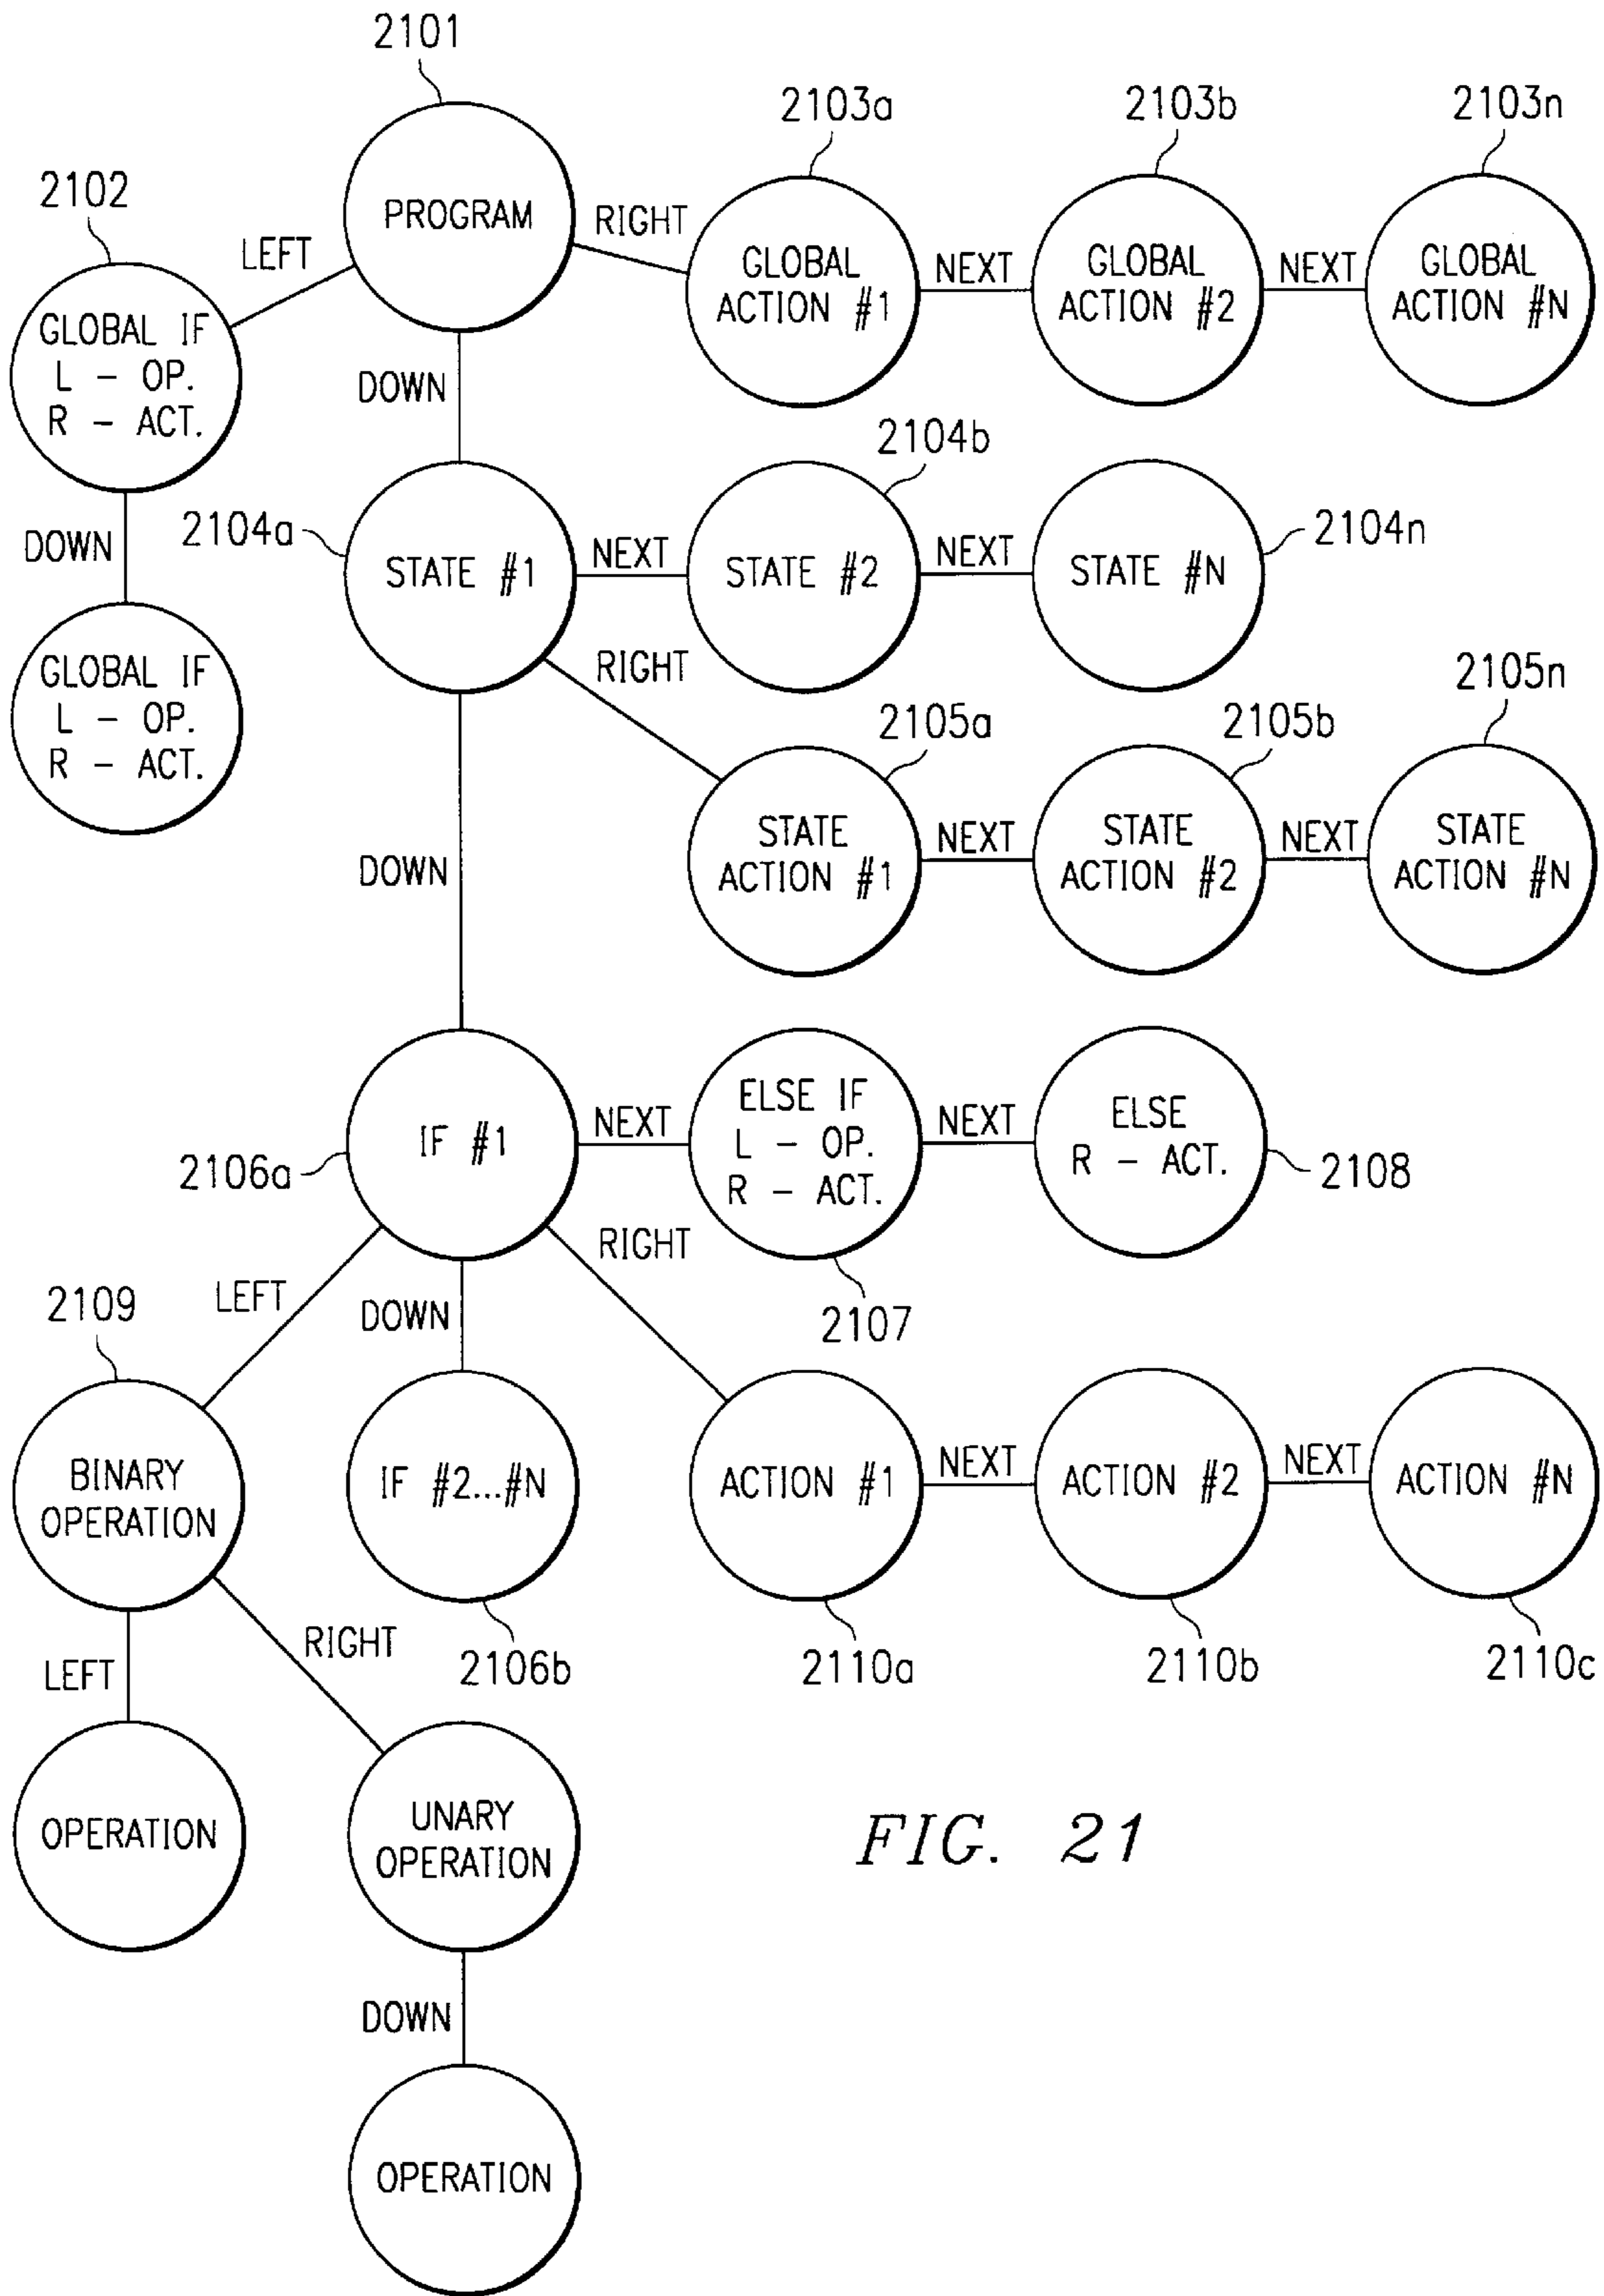 2101
2103a
2103b
2103n
2102
PROGRAM
RIGHT
LEFT
GLOBAL
ACTION #1
NEXT
GLOBAL
ACTION #2
NEXT
GLOBAL
ACTION #N
GLOBAL IF
L – OP.
R – ACT.
DOWN
2104b
2104a
2104n
DOWN
STATE #1
NEXT
STATE #2
NEXT
STATE #N
GLOBAL IF
L – OP.
R – ACT.
RIGHT
2105a
2105b
2105n
DOWN
STATE
ACTION #1
NEXT
STATE
ACTION #2
NEXT
STATE
ACTION #N
2106a
IF #1
NEXT
ELSE IF
L – OP.
R – ACT.
NEXT
ELSE
R – ACT.
2108
2107
2109
LEFT
DOWN
RIGHT
BINARY
OPERATION
IF #2...#N
ACTION #1
NEXT
ACTION #2
NEXT
ACTION #N
2106b
2110a
2110b
2110c
LEFT
RIGHT
OPERATION
UNARY
OPERATION
FIG. 21
DOWN
OPERATION